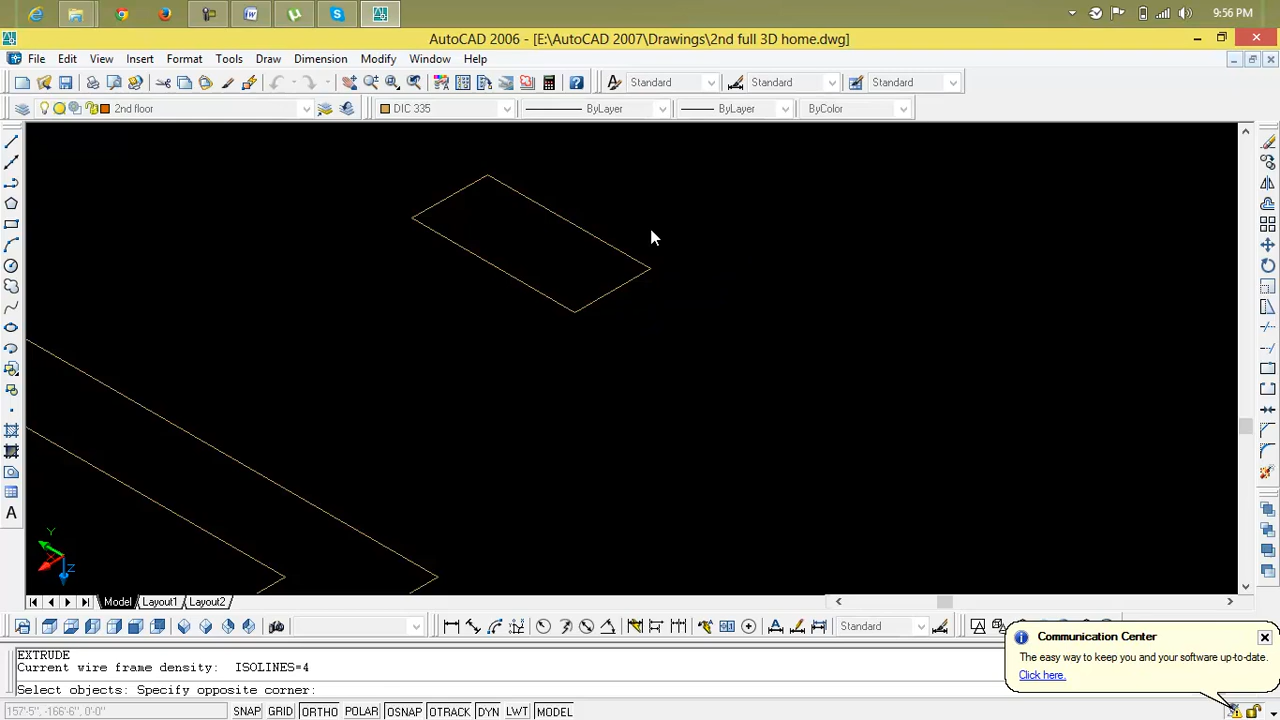 9:56 PM
AutoCAD 2006 - [E:\AutoCAD 2007\Drawings\2nd full 3D home.dwg]
File Edit View Insert Format Tools Draw Dimension Modify Window Help
Standard Standard Standard
2nd floor DIC 335 ByLayer ByLayer ByColor
A
Y
X
Z
Model Layout1 Layout2
Standard
EXTRUDE
Current wire frame density: ISOLINES=4
Select objects: Specify opposite corner:
Communication Center
The easy way to keep you and your software up-to-date.
Click here.
157'-5", -166'-6", 0'-0" SNAP GRID ORTHO POLAR OSNAP OTRACK DYN LWT MODEL